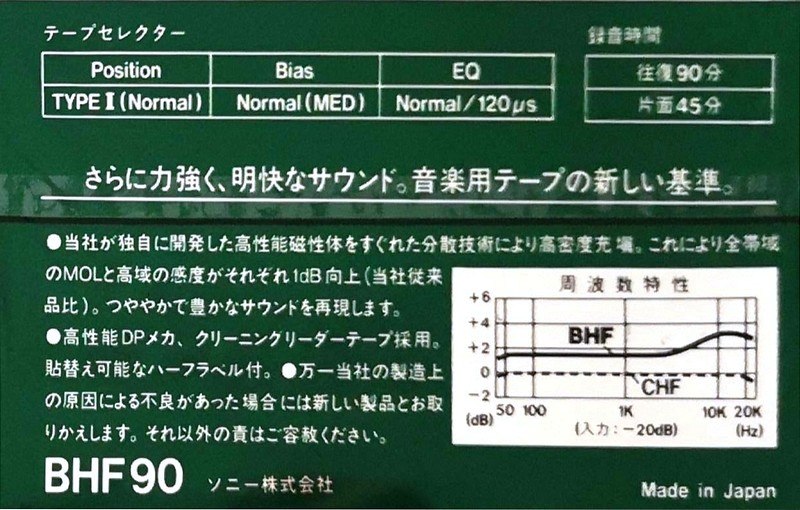 テープセレクター
録音時間
Position Bias EQ
TYPE I (Normal) Normal (MED) Normal/120μs
往復90分
片面45分
さらに力強く、明快なサウンド。音楽用テープの新しい基準。
●当社が独自に開発した高性能磁性体をすぐれた分散技術により高密度充塡。これにより全帯域
のMOLと高域の感度がそれぞれ1dB向上(当社従来
品比)。つややかで豊かなサウンドを再現します。
●高性能DPメカ、クリーニングリーダーテープ採用。
貼替え可能なハーフラベル付。●万一当社の製造上
の原因による不良があった場合には新しい製品とお取
りかえします。それ以外の責はご容赦ください。
周波数特性
+6
+4
+2
0
-2
(dB)
BHF
CHF
50 100 1K 10K 20K
(入力:-20dB) (Hz)
BHF90 ソニー株式会社
Made in Japan